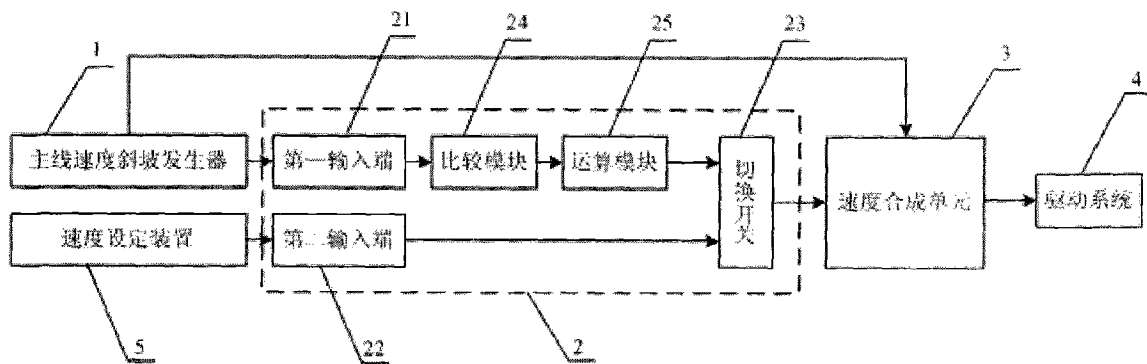 21
24
25
23
1
3
4
主线速度斜坡发生器
第一输入端
比较模块
运算模块
切换开关
速度合成单元
驱动系统
速度设定装置
第二输入端
5
22
2